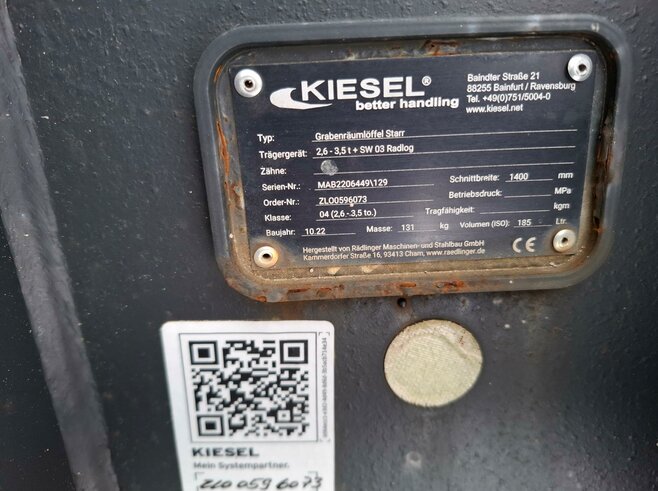 KIESEL®
better handling
Baindter Straße 21
88255 Bainfurt / Ravensburg
Tel. +49(0)751/5004-0
www.kiesel.net
Typ: Grabenräumlöffel Starr
Trägergerät: 2,6 - 3,5 t + SW 03 Radlog
Zähne:
Serien-Nr.: MAB2206449\129 Schnittbreite: 1400 mm
Order-Nr.: ZLO0596073 Betriebsdruck: MPa
Klasse: 04 (2,6 - 3,5 to.) Tragfähigkeit: kgm
Baujahr: 10.22 Masse: 131 kg Volumen (ISO): 185 Ltr.
Hergestellt von Rädlinger Maschinen- und Stahlbau GmbH
Kammerdorfer Straße 16, 93413 Cham, www.raedlinger.de
CE
KIESEL
Mein Systempartner.
ZLO 059 6073